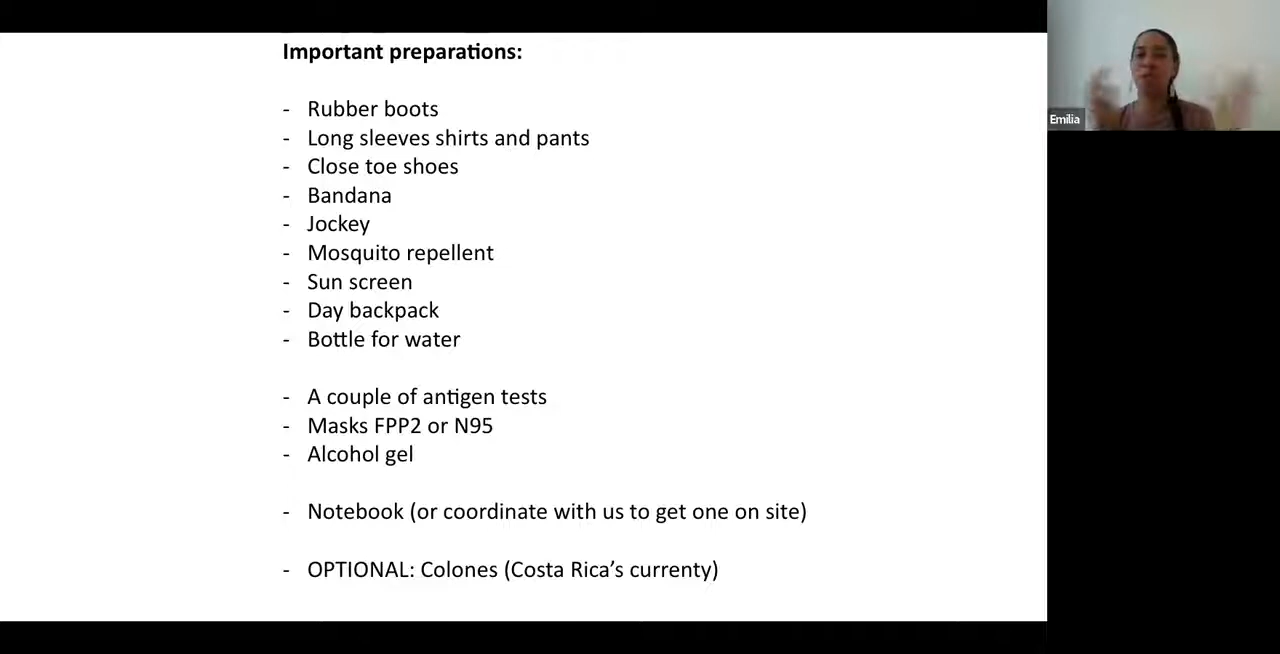 Important preparations:
- Rubber boots
- Long sleeves shirts and pants
- Close toe shoes
- Bandana
- Jockey
- Mosquito repellent
- Sun screen
- Day backpack
- Bottle for water
- A couple of antigen tests
- Masks FPP2 or N95
- Alcohol gel
- Notebook (or coordinate with us to get one on site)
- OPTIONAL: Colones (Costa Rica's currenty)
Emilia